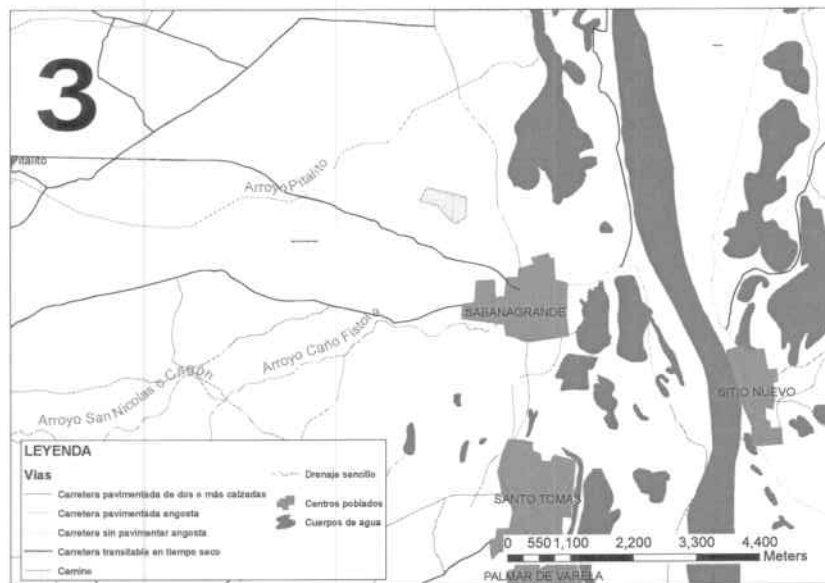 3
Pitalito
Arroyo Pitalito
SABANAGRANDE
Arroyo Caño Fistola
SITIO NUEVO
Arroyo San Nicolas o Cagon
LEYENDA
Vias
Carretera pavimentada de dos o más calzadas
Carretera pavimentada angosta
Carretera sin pavimentar angosta
Carretera transitable en tiempo seco
Camino
Drenaje sencillo
Centros poblados
Cuerpos de agua
SANTO TOMAS
0 550 1,100 2,200 3,300 4,400
Meters
PALMAR DE VARELA